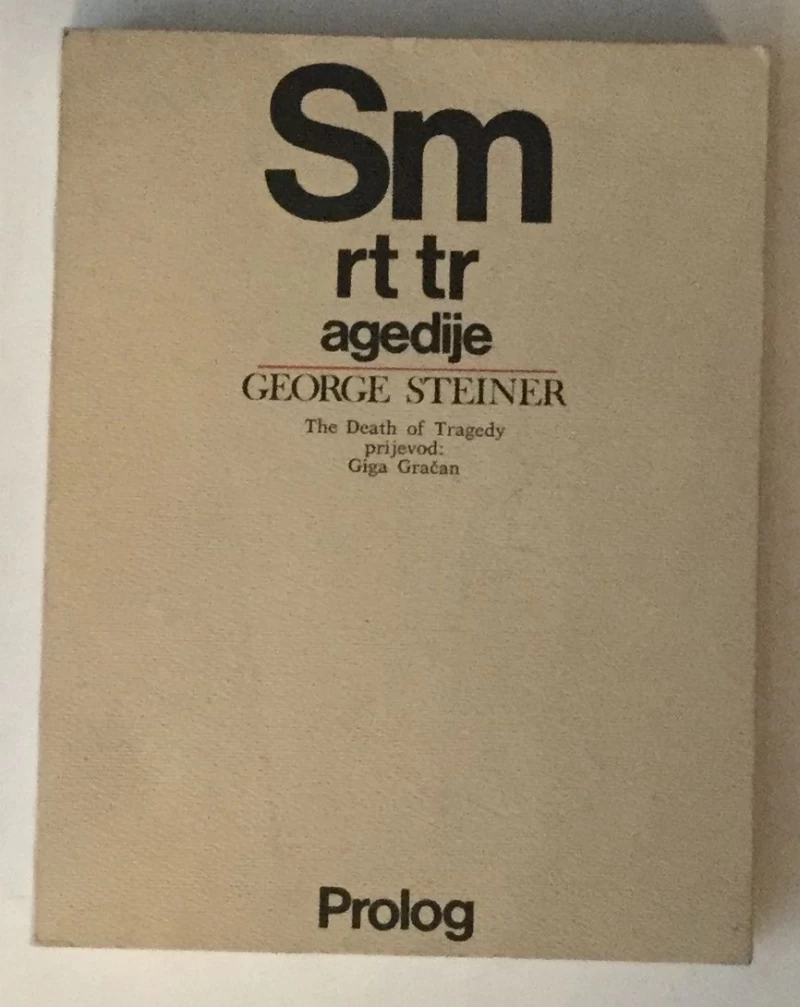 Sm
rt tr
agedije
GEORGE STEINER
The Death of Tragedy
prijevod:
Giga Gračan
Prolog